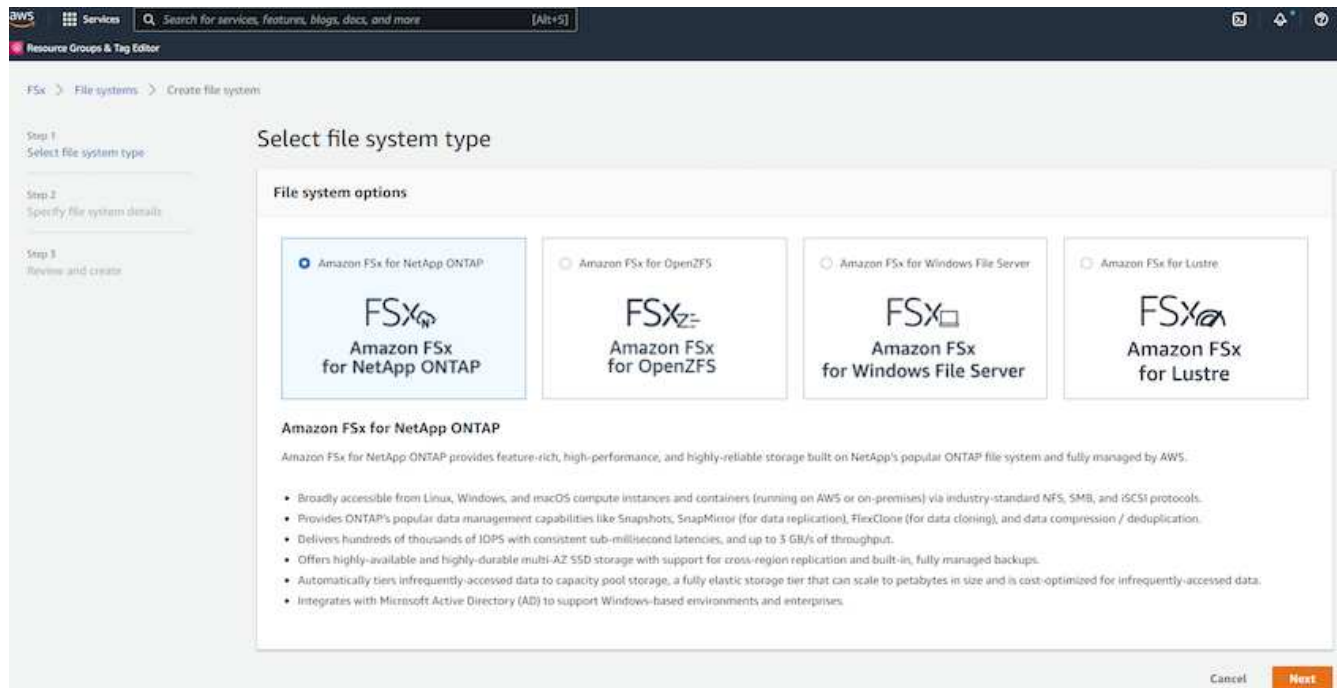 aws
Services
Search for services, features, blogs, docs, and more
[Alt+S]
Resource Groups & Tag Editor
FSx > File systems > Create file system
Step 1
Select file system type
Step 2
Specify file system details
Step 3
Review and create
Select file system type
File system options
Amazon FSx for NetApp ONTAP
FSx N
Amazon FSx
for NetApp ONTAP
Amazon FSx for OpenZFS
FSx Z
Amazon FSx
for OpenZFS
Amazon FSx for Windows File Server
FSx
Amazon FSx
for Windows File Server
Amazon FSx for Lustre
FSx
Amazon FSx
for Lustre
Amazon FSx for NetApp ONTAP
Amazon FSx for NetApp ONTAP provides feature-rich, high-performance, and highly-reliable storage built on NetApp's popular ONTAP file system and fully managed by AWS.
• Broadly accessible from Linux, Windows, and macOS compute instances and containers (running on AWS or on-premises) via industry-standard NFS, SMB, and iSCSI protocols.
• Provides ONTAP's popular data management capabilities like Snapshots, SnapMirror (for data replication), FlexClone (for data cloning), and data compression / deduplication.
• Delivers hundreds of thousands of IOPS with consistent sub-millisecond latencies, and up to 3 GB/s of throughput.
• Offers highly-available and highly-durable multi-AZ SSD storage with support for cross-region replication and built-in, fully managed backups.
• Automatically tiers infrequently-accessed data to capacity pool storage, a fully elastic storage tier that can scale to petabytes in size and is cost-optimized for infrequently-accessed data.
• Integrates with Microsoft Active Directory (AD) to support Windows-based environments and enterprises.
Cancel
Next